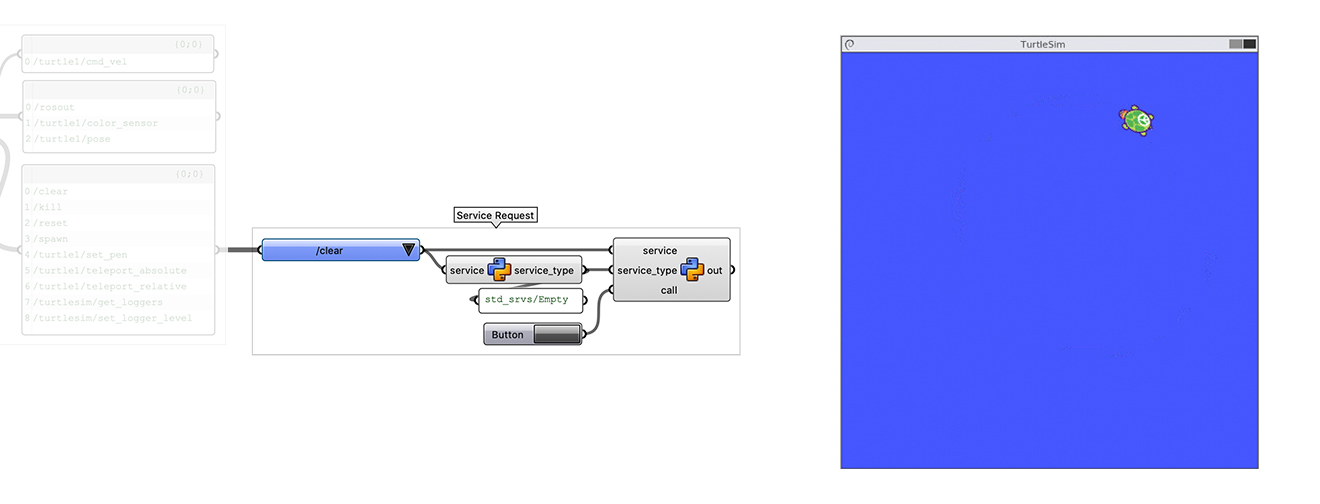 {0;0}
0 /turtle1/cmd_vel
{0;0}
0 /rosout
1 /turtle1/color_sensor
2 /turtle1/pose
{0;0}
0 /clear
1 /kill
2 /reset
3 /spawn
4 /turtle1/set_pen
5 /turtle1/teleport_absolute
6 /turtle1/teleport_relative
7 /turtlesim/get_loggers
8 /turtlesim/set_logger_level
Service Request
/clear
service service_type
std_srvs/Empty
Button
service
service_type out
call
TurtleSim